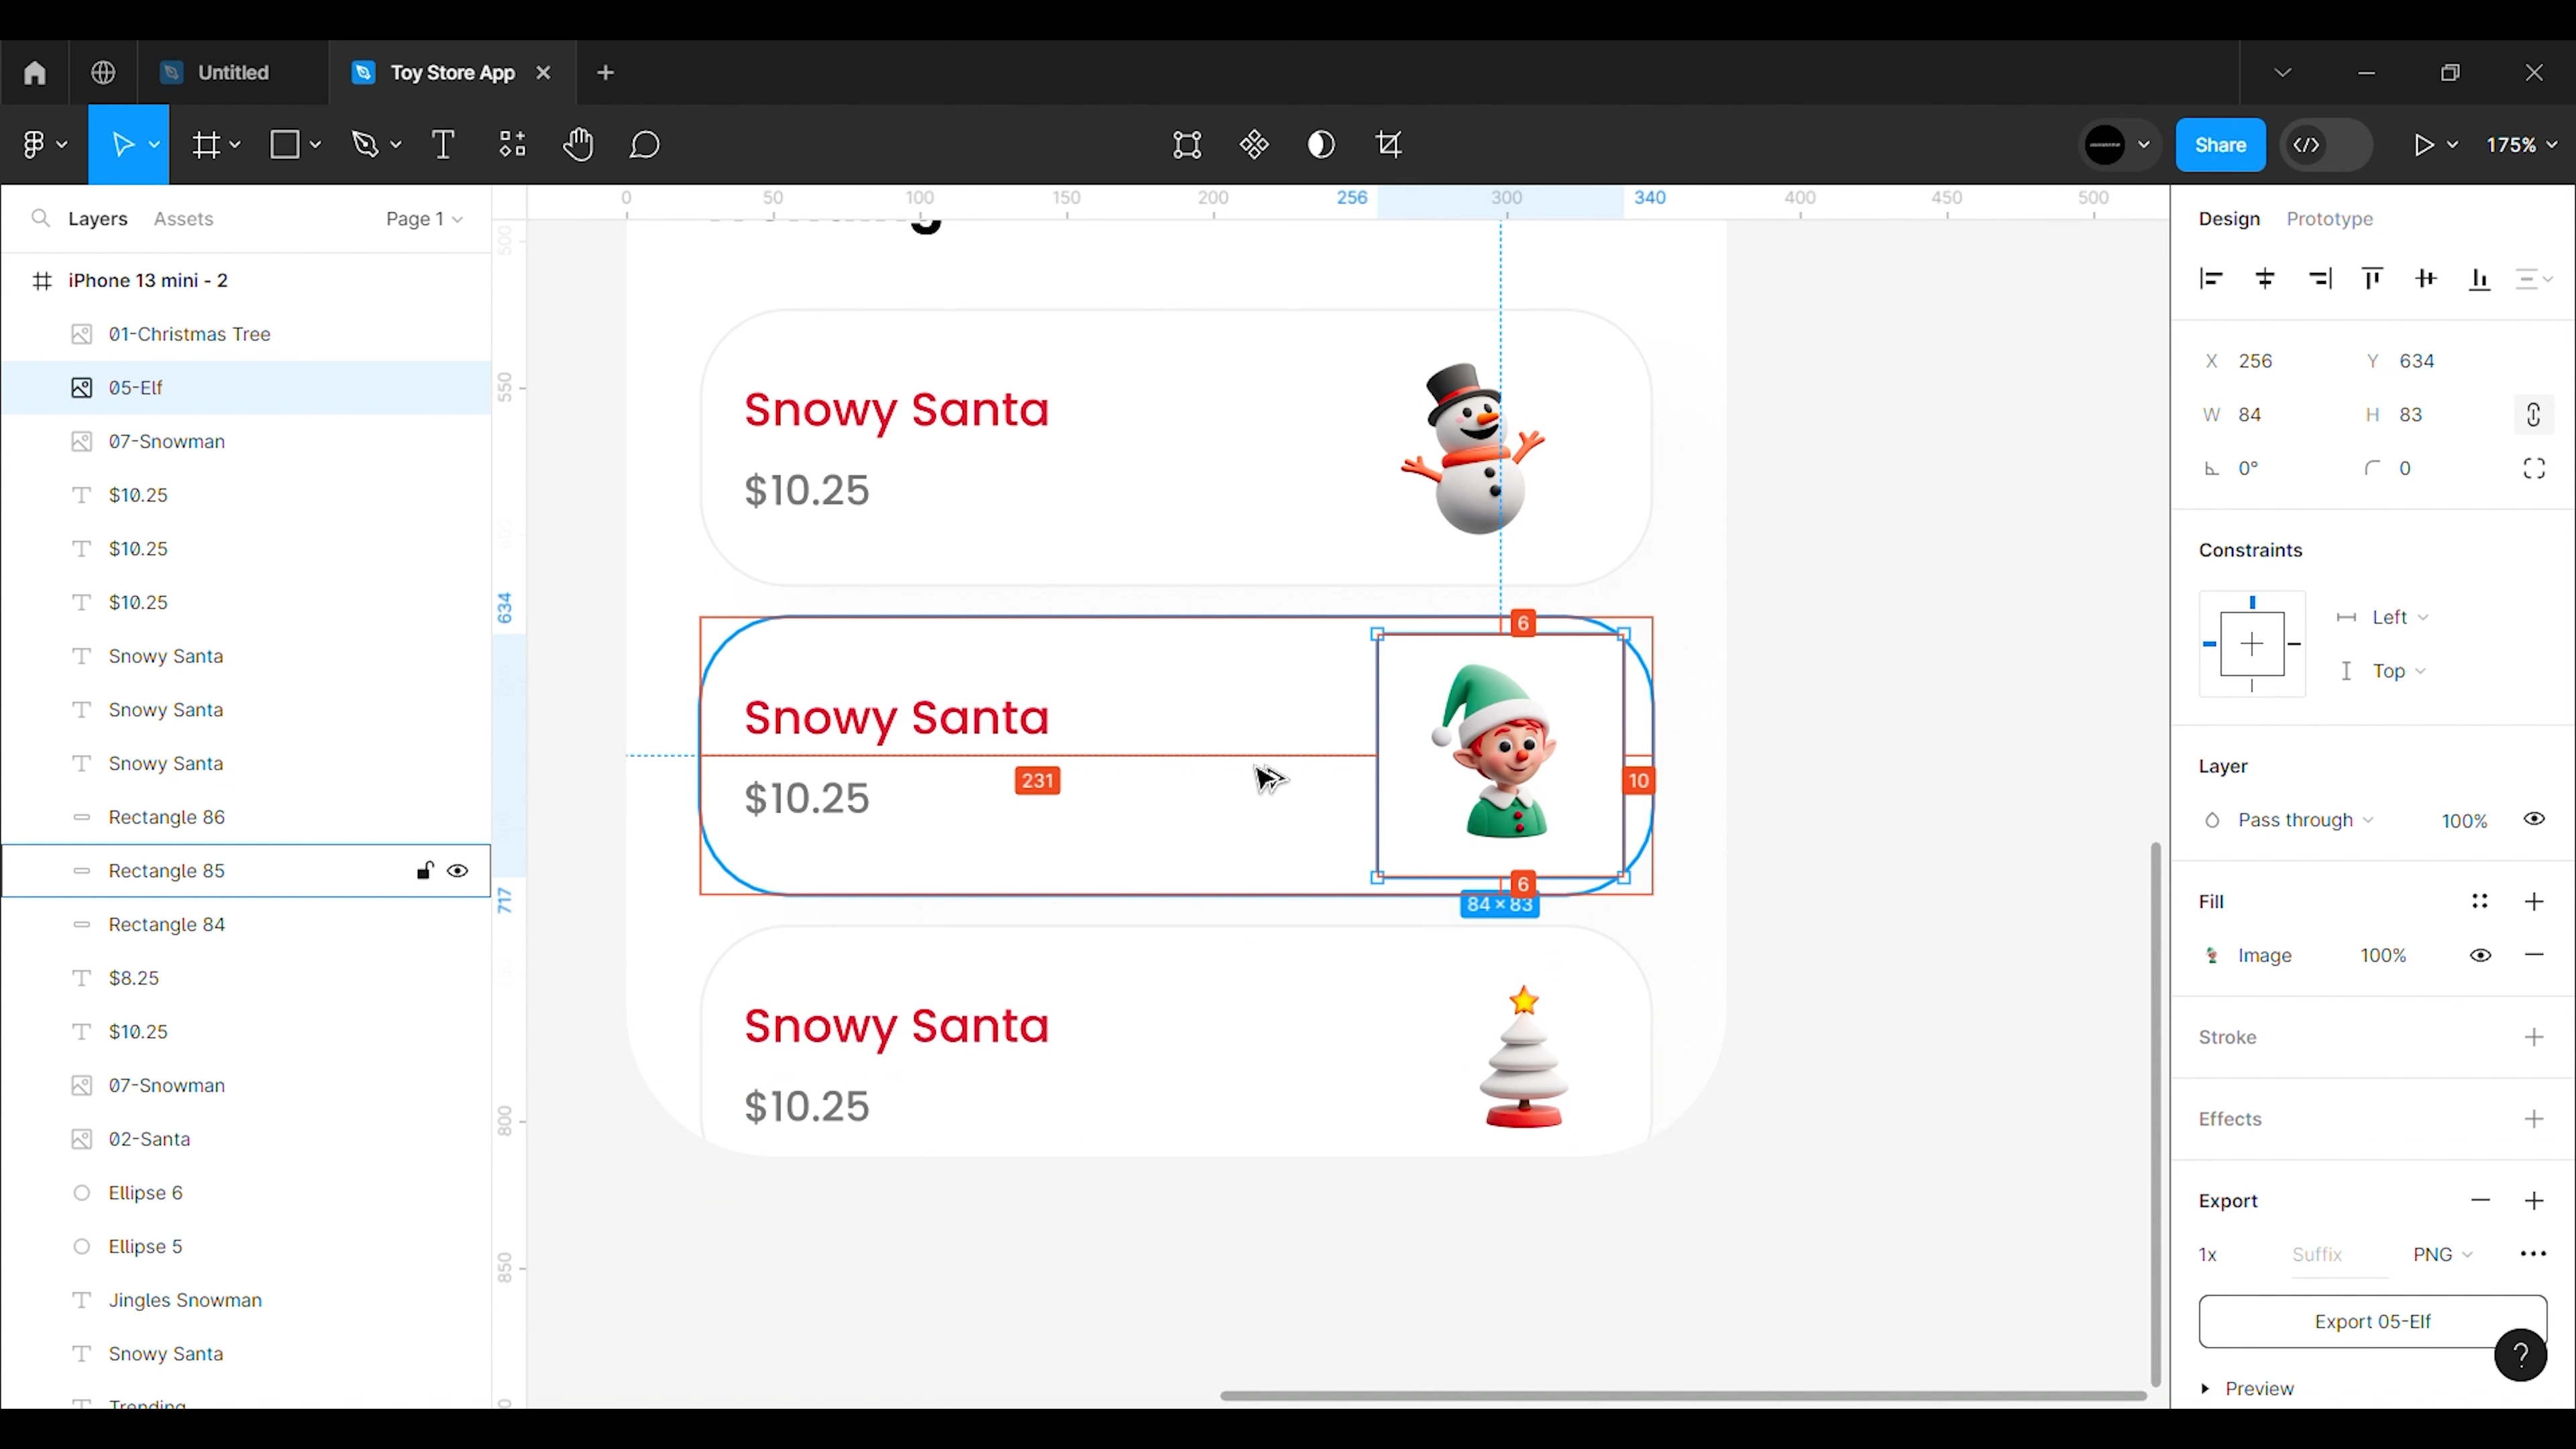 Untitled
Toy Store App
Share
175%
Layers
Assets
Page 1
iPhone 13 mini - 2
01-Christmas Tree
05-Elf
07-Snowman
$10.25
$10.25
$10.25
Snowy Santa
Snowy Santa
Snowy Santa
Rectangle 86
Rectangle 85
Rectangle 84
$8.25
$10.25
07-Snowman
02-Santa
Ellipse 6
Ellipse 5
Jingles Snowman
Snowy Santa
Trending
0 50 100 150 200 256 300 340 400 450 500
550
634
717
800
850
Snowy Santa
$10.25
6
Snowy Santa
231
10
$10.25
6
84 × 83
Snowy Santa
$10.25
Design
Prototype
X 256
Y 634
W 84
H 83
0°
0
Constraints
Left
Top
Layer
Pass through
100%
Fill
Image
100%
Stroke
Effects
Export
1x
Suffix
PNG
Export 05-Elf
?
Preview